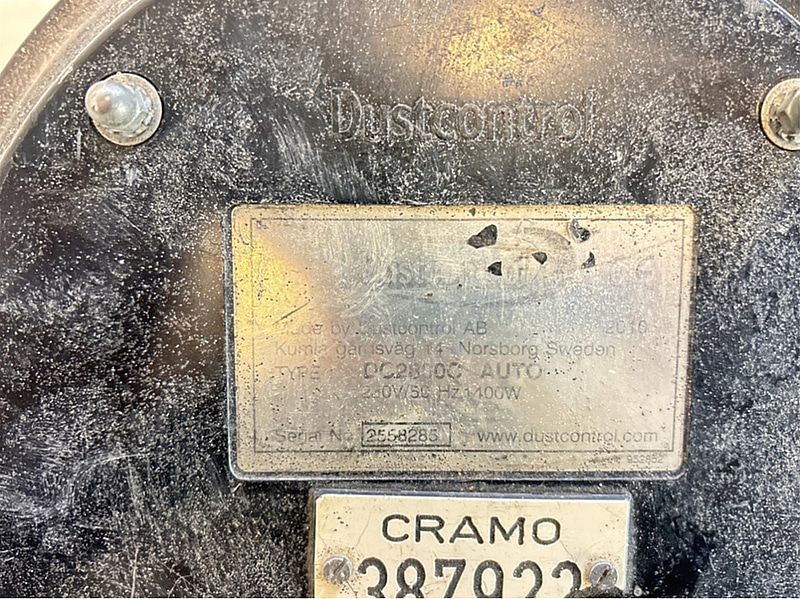 Dustcontrol
Made by Dustcontrol AB 2010
Kumla gårdsväg 14 Norsborg Sweden
TYPE DC2800C AUTO
230V/50 Hz 1400W
Serial No 2558285 www.dustcontrol.com
CRAMO
387922